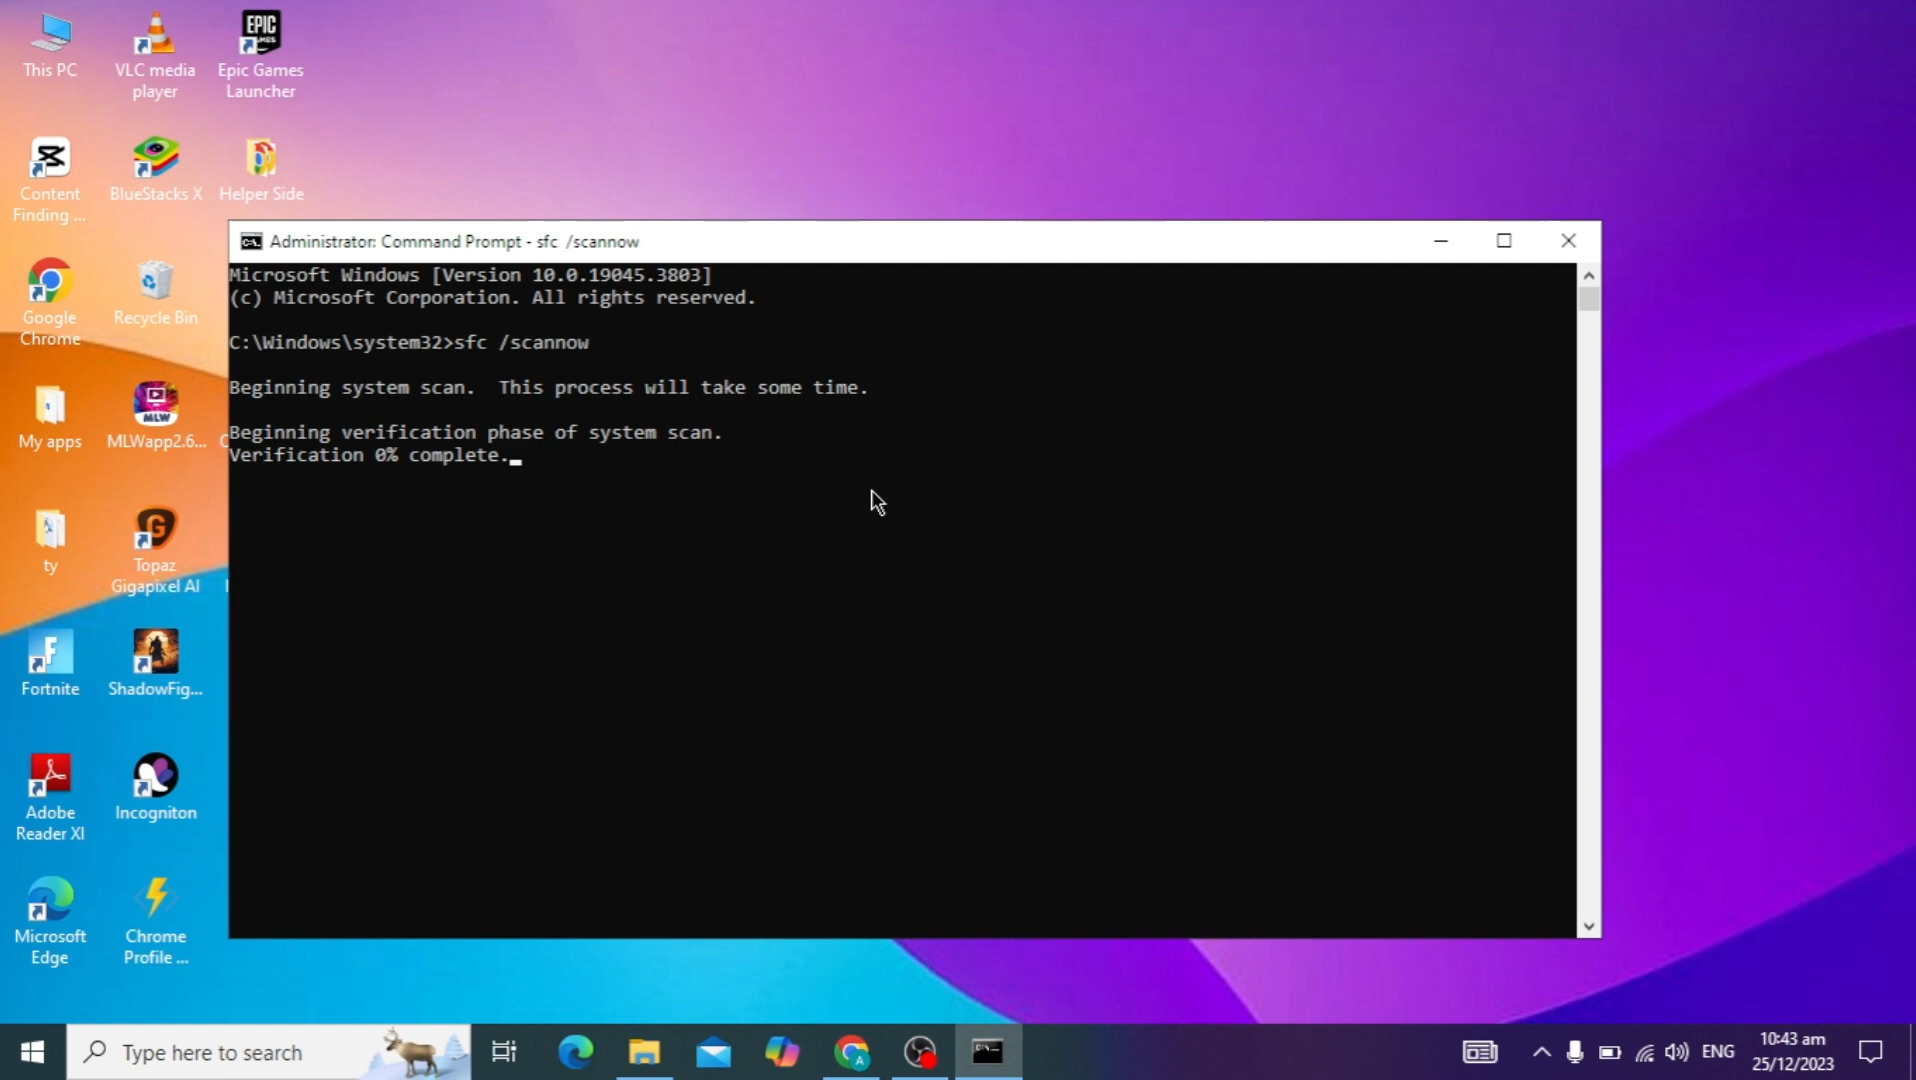 This PC
VLC media
player
EPIC
Epic Games
Launcher
Content
Finding ...
BlueStacks X
Helper Side
Google
Chrome
Recycle Bin
My apps
MLW
MLWapp2.6...
ty
Topaz
Gigapixel AI
Fortnite
ShadowFig...
Adobe
Reader XI
Incogniton
Microsoft
Edge
Chrome
Profile ...
Administrator: Command Prompt - sfc  /scannow
Microsoft Windows [Version 10.0.19045.3803]
(c) Microsoft Corporation. All rights reserved.
C:\Windows\system32>sfc /scannow
Beginning system scan.  This process will take some time.
Beginning verification phase of system scan.
Verification 0% complete.
Type here to search
ENG
10:43 am
25/12/2023